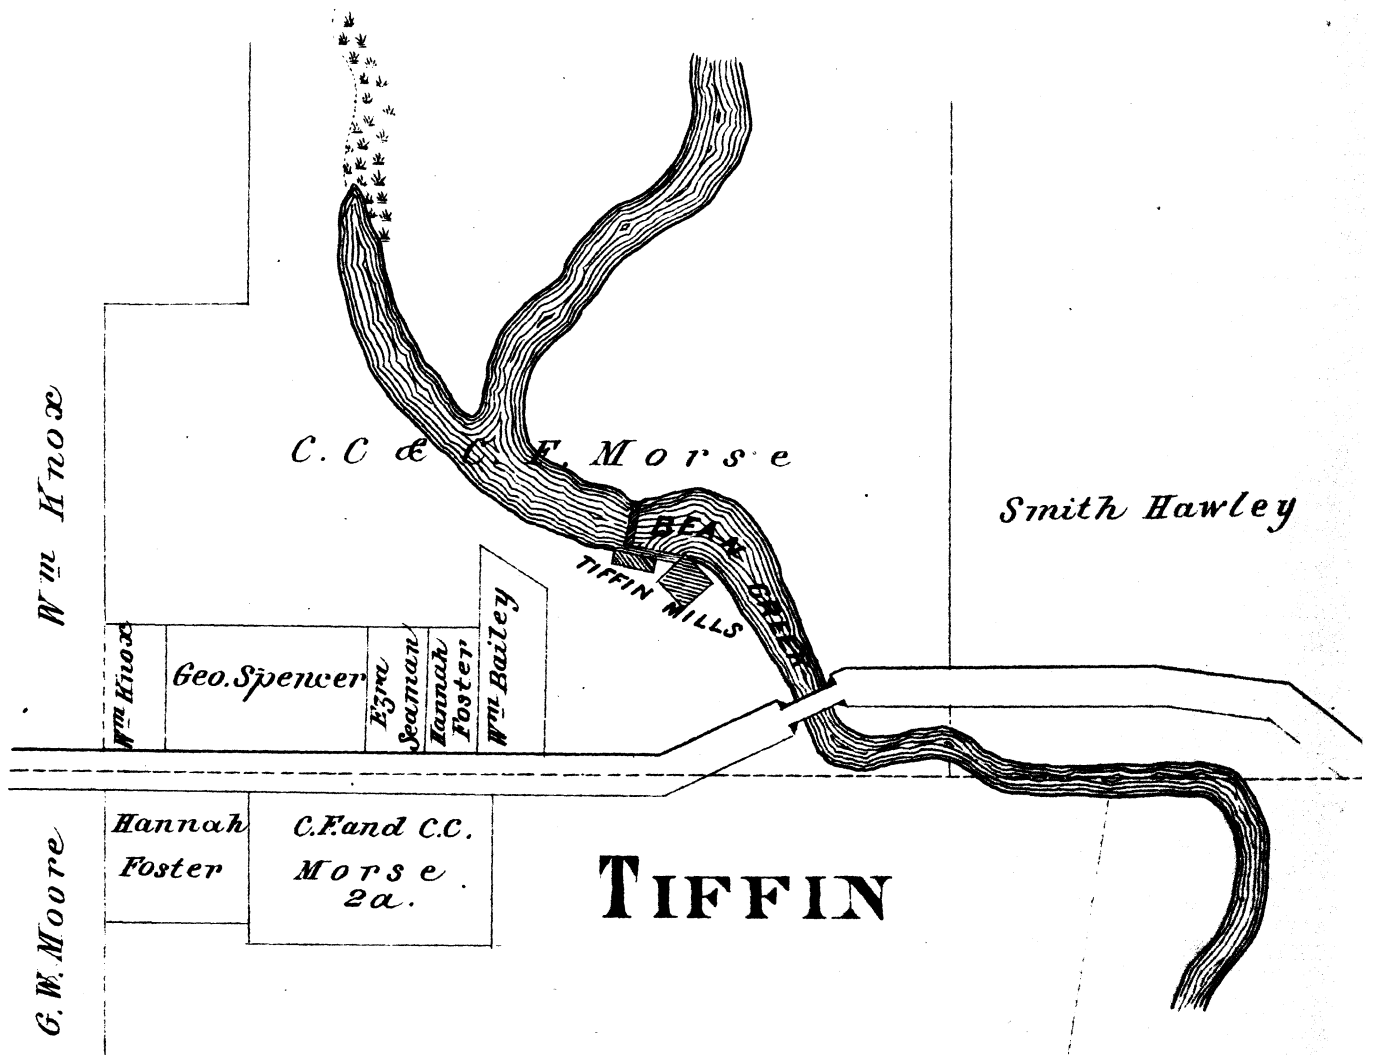 Wm Knox
C. C & C. F. Morse
Smith Hawley
BEAN
CREEK
TIFFIN MILLS
Wm Knox
Geo. Spencer
Ezra
Seaman
Hannah
Foster
Wm Bailey
Hannah
Foster
C. F. and C. C.
Morse
2a.
G. W. Moore
TIFFIN